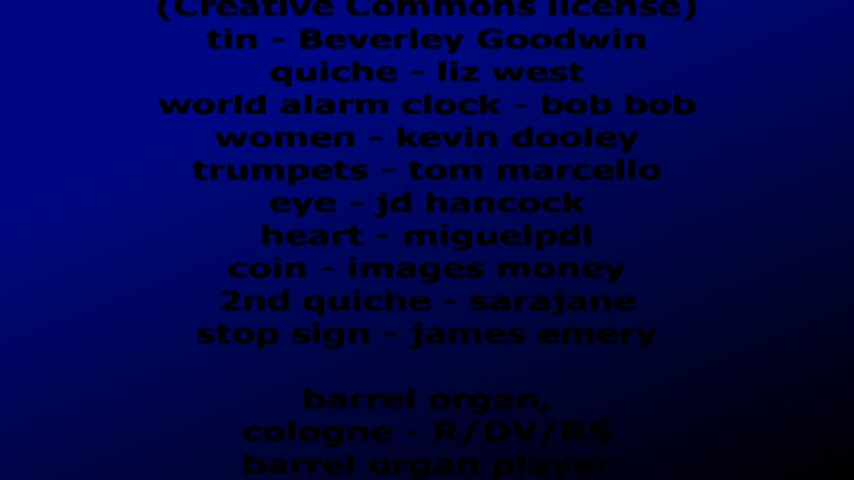 (Creative Commons license)
tin - Beverley Goodwin
quiche - liz west
world alarm clock - bob bob
women - kevin dooley
trumpets - tom marcello
eye - jd hancock
heart - miguelpdl
coin - images money
2nd quiche - sarajane
stop sign - james emery
barrel organ,
cologne - R/DV/RS
barrel organ player